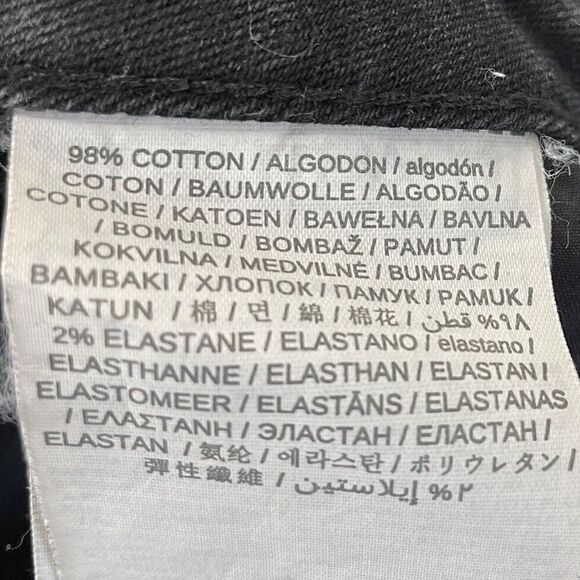 98% COTTON / ALGODON / algodón /
COTON / BAUMWOLLE / ALGODÃO /
COTONE / KATOEN / BAWEŁNA / BAVLNA
/ BOMULD / BOMBAŽ / PAMUT /
KOKVILNA / MEDVILNĖ / BUMBAC /
BAMBAKI / ХЛОПОК / ПАМУК / PAMUK /
KATUN / 棉 / 면 / 綿 / 棉花 / ٩٨% قطن
2% ELASTANE / ELASTANO / elastano /
ELASTHANNE / ELASTHAN / ELASTAN /
ELASTOMEER / ELASTĀNS / ELASTANAS
/ ΕΛΑΣΤΑΝΗ / ЭЛАСТАН / ЕЛАСТАН /
ELASTAN / 氨纶 / 에라스탄 / ポリウレタン /
彈性纖維 / ٢% إيلاستين